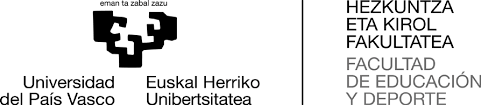 eman ta zabal zazu
Universidad
del País Vasco
Euskal Herriko
Unibertsitatea
HEZKUNTZA
ETA KIROL
FAKULTATEA
FACULTAD
DE EDUCACIÓN
Y DEPORTE